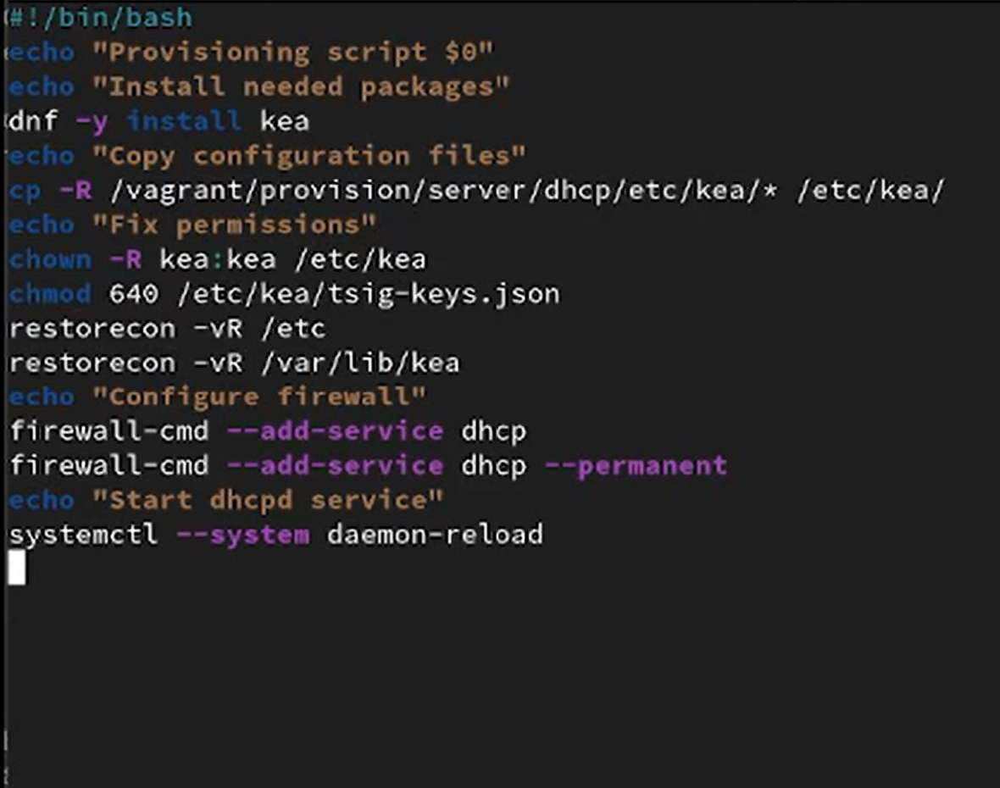 #!/bin/bash
echo "Provisioning script $0"
echo "Install needed packages"
dnf -y install kea
echo "Copy configuration files"
cp -R /vagrant/provision/server/dhcp/etc/kea/* /etc/kea/
echo "Fix permissions"
chown -R kea:kea /etc/kea
chmod 640 /etc/kea/tsig-keys.json
restorecon -vR /etc
restorecon -vR /var/lib/kea
echo "Configure firewall"
firewall-cmd --add-service dhcp
firewall-cmd --add-service dhcp --permanent
echo "Start dhcpd service"
systemctl --system daemon-reload